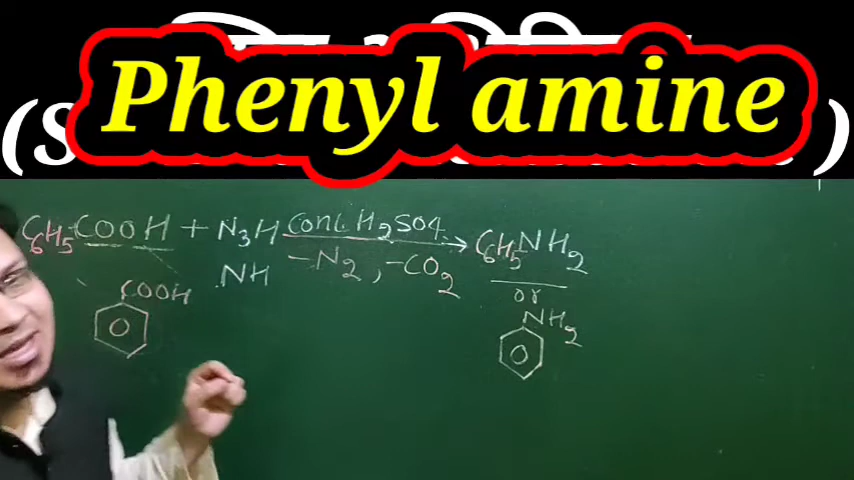 Phenyl amine
C6H5COOH + N3H Conc. H2SO4 → C6H5NH2
NH -N2, -CO2
or
COOH
NH2